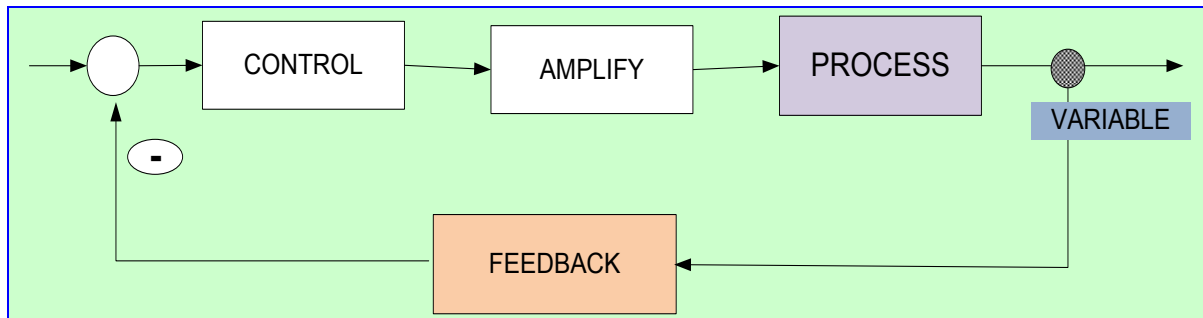 CONTROL
AMPLIFY
PROCESS
VARIABLE
-
FEEDBACK